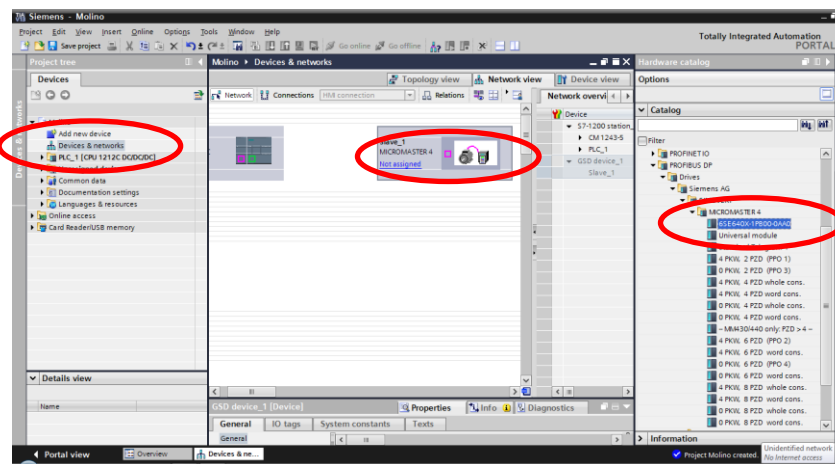 Siemens - Molino
Project Edit View Insert Online Options Tools Window Help
Totally Integrated Automation
PORTAL
Save project Go online Go offline
Project tree
Devices
Add new device
Devices & networks
PLC_1 [CPU 1212C DC/DC/DC]
Common data
Documentation settings
Languages & resources
Online access
Card Reader/USB memory
Details view
Name
Molino Devices & networks
Topology view Network view Device view
Network Connections HMI connection Relations
Slave_1
MICROMASTER 4
Not assigned
Network overvi
Device
S7-1200 station_
CM 1243-5
PLC_1
GSD device_1
Slave_1
GSD device_1 [Device]
Properties Info Diagnostics
General IO tags System constants Texts
General
Hardware catalog
Options
Catalog
Filter
PROFINET IO
PROFIBUS DP
Drives
Siemens AG
MICROMASTER 4
6SE640X-1PB00-0AA0
Universal module
4 PKW, 2 PZD (PPO 1)
0 PKW, 2 PZD (PPO 3)
4 PKW, 4 PZD whole cons.
4 PKW, 4 PZD word cons.
0 PKW, 4 PZD whole cons.
0 PKW, 4 PZD word cons.
-- MM430/440 only: PZD > 4 --
4 PKW, 6 PZD (PPO 2)
4 PKW, 6 PZD word cons.
0 PKW, 6 PZD (PPO 4)
0 PKW, 6 PZD word cons.
4 PKW, 8 PZD whole cons.
4 PKW, 8 PZD word cons.
0 PKW, 8 PZD whole cons.
0 PKW, 8 PZD word cons.
Information
Portal view Overview Devices & ne...
Project Molino created.
Unidentified network
No Internet access